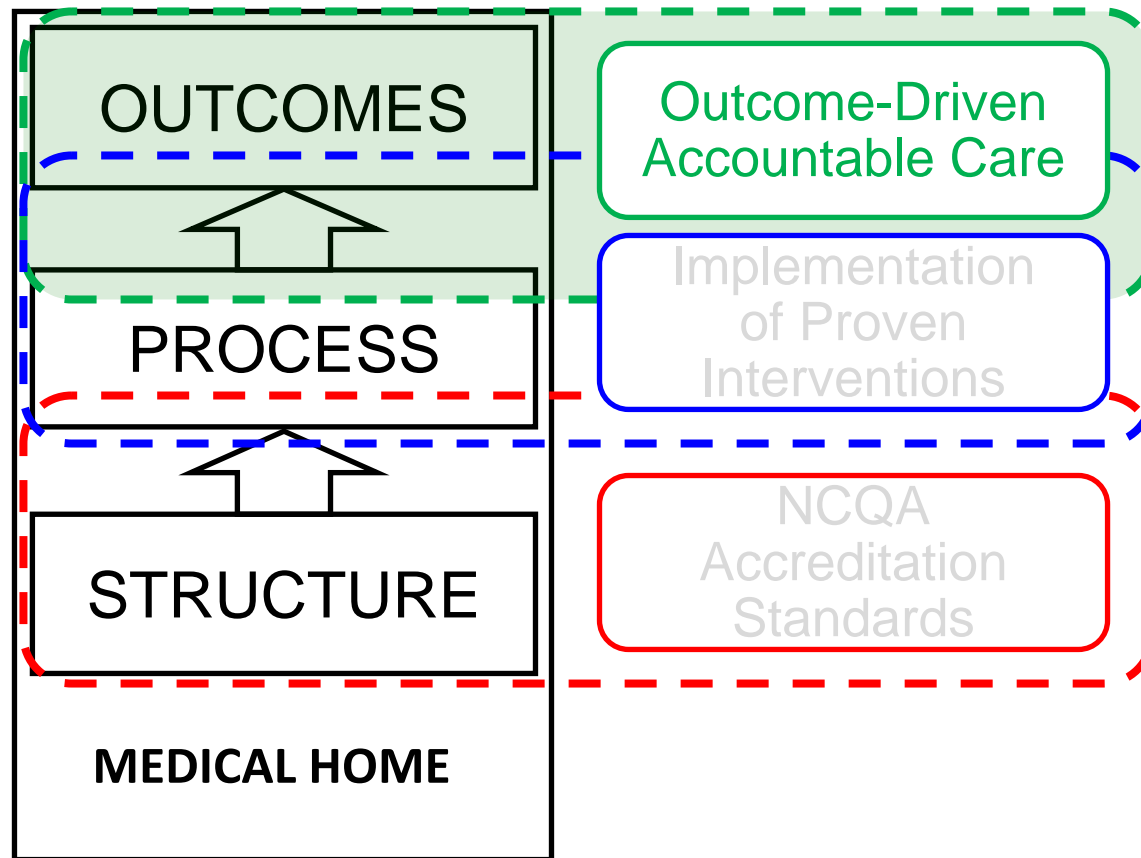 OUTCOMES
Outcome-Driven
Accountable Care
PROCESS
Implementation
of Proven
Interventions
STRUCTURE
NCQA
Accreditation
Standards
MEDICAL HOME